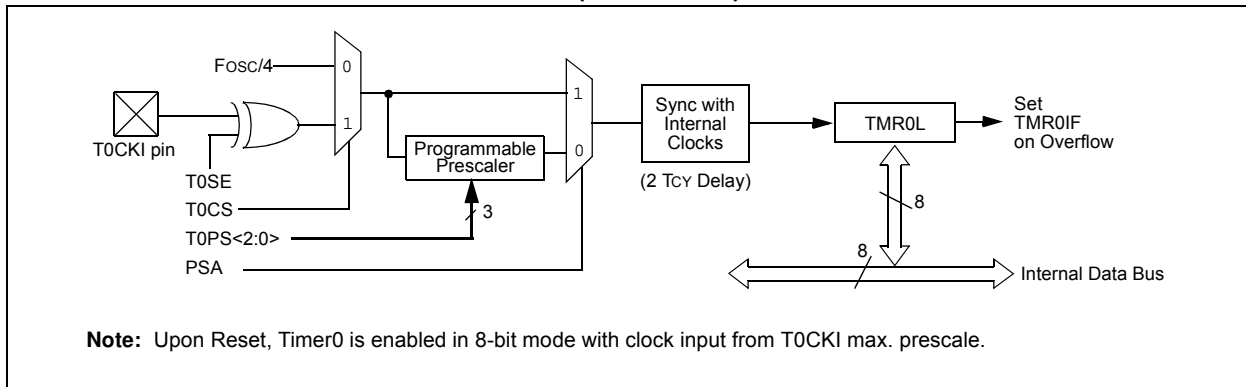 FOSC/4
0
1
T0CKI pin
T0SE
T0CS
T0PS<2:0>
PSA
Programmable
Prescaler
3
1
0
Sync with
Internal
Clocks
(2 TCY Delay)
TMR0L
Set
TMR0IF
on Overflow
8
8
Internal Data Bus
Note: Upon Reset, Timer0 is enabled in 8-bit mode with clock input from T0CKI max. prescale.